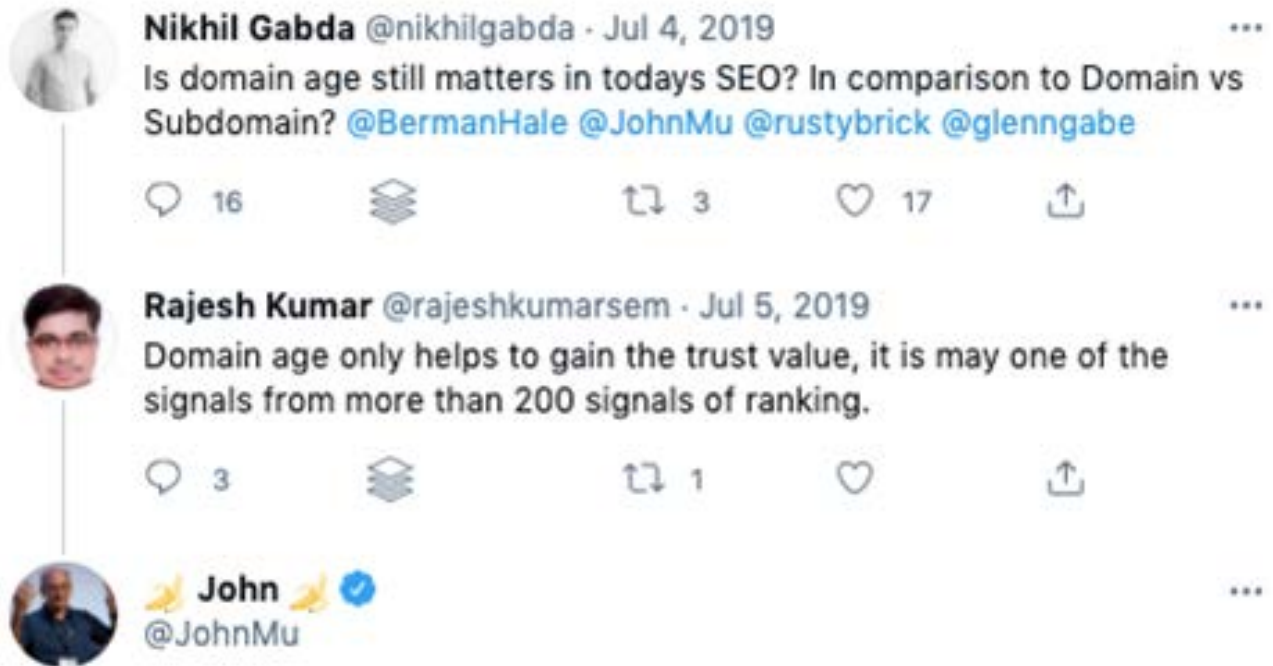 Nikhil Gabda @nikhilgabda · Jul 4, 2019
Is domain age still matters in todays SEO? In comparison to Domain vs
Subdomain? @BermanHale @JohnMu @rustybrick @glenngabe
16 3 17
Rajesh Kumar @rajeshkumarsem · Jul 5, 2019
Domain age only helps to gain the trust value, it is may one of the
signals from more than 200 signals of ranking.
3 1
🍌 John 🍌
@JohnMu